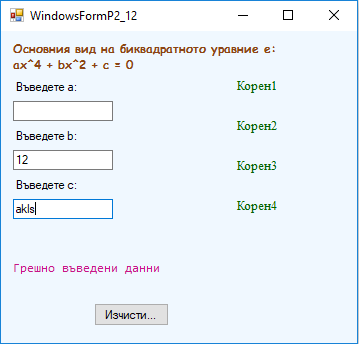 WindowsFormP2_12
Основния вид на биквадратното уравние е:
ax^4 + bx^2 + c = 0
Въведете a:
Корен1
Корен2
Въведете b:
12
Корен3
Въведете c:
akls
Корен4
Грешно въведени данни
Изчисти...